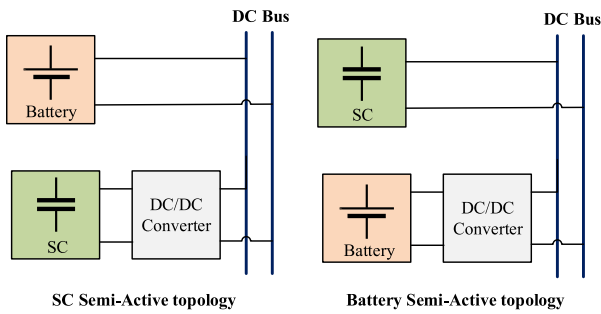 DC Bus
Battery
SC
DC/DC
Converter
SC Semi-Active topology
DC Bus
SC
Battery
DC/DC
Converter
Battery Semi-Active topology